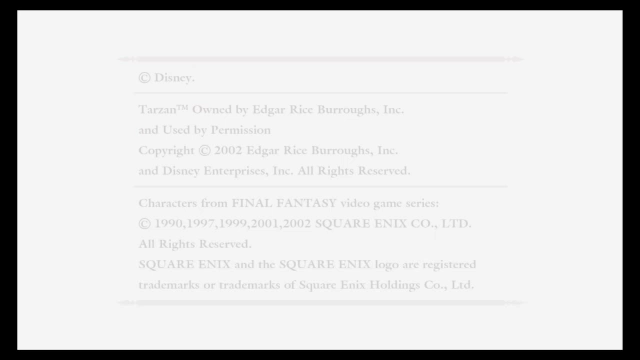 © Disney.
Tarzan™ Owned by Edgar Rice Burroughs, Inc.
and Used by Permission
Copyright © 2002 Edgar Rice Burroughs, Inc.
and Disney Enterprises, Inc. All Rights Reserved.
Characters from FINAL FANTASY video game series:
© 1990,1997,1999,2001,2002 SQUARE ENIX CO., LTD.
All Rights Reserved.
SQUARE ENIX and the SQUARE ENIX logo are registered
trademarks or trademarks of Square Enix Holdings Co., Ltd.